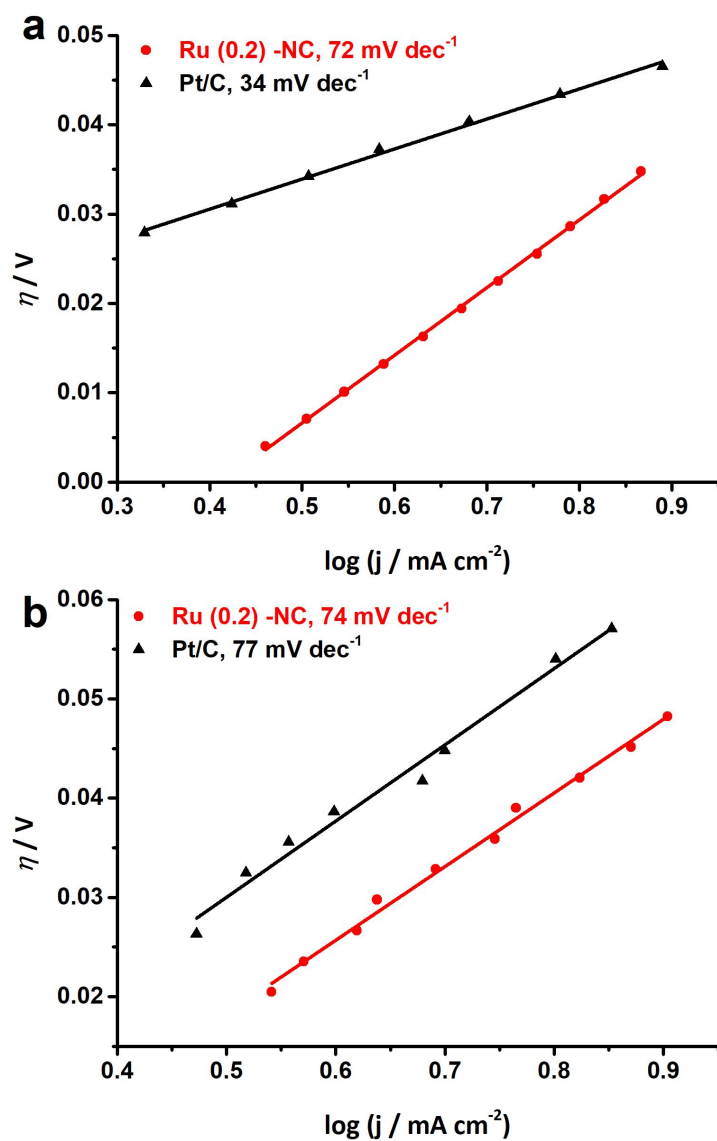 a
Ru (0.2) -NC, 72 mV dec⁻¹
Pt/C, 34 mV dec⁻¹
0.05
0.04
0.03
0.02
0.01
0.00
η / V
0.3 0.4 0.5 0.6 0.7 0.8 0.9
log (j / mA cm⁻²)
b
Ru (0.2) -NC, 74 mV dec⁻¹
Pt/C, 77 mV dec⁻¹
0.06
0.05
0.04
0.03
0.02
η / V
0.4 0.5 0.6 0.7 0.8 0.9
log (j / mA cm⁻²)